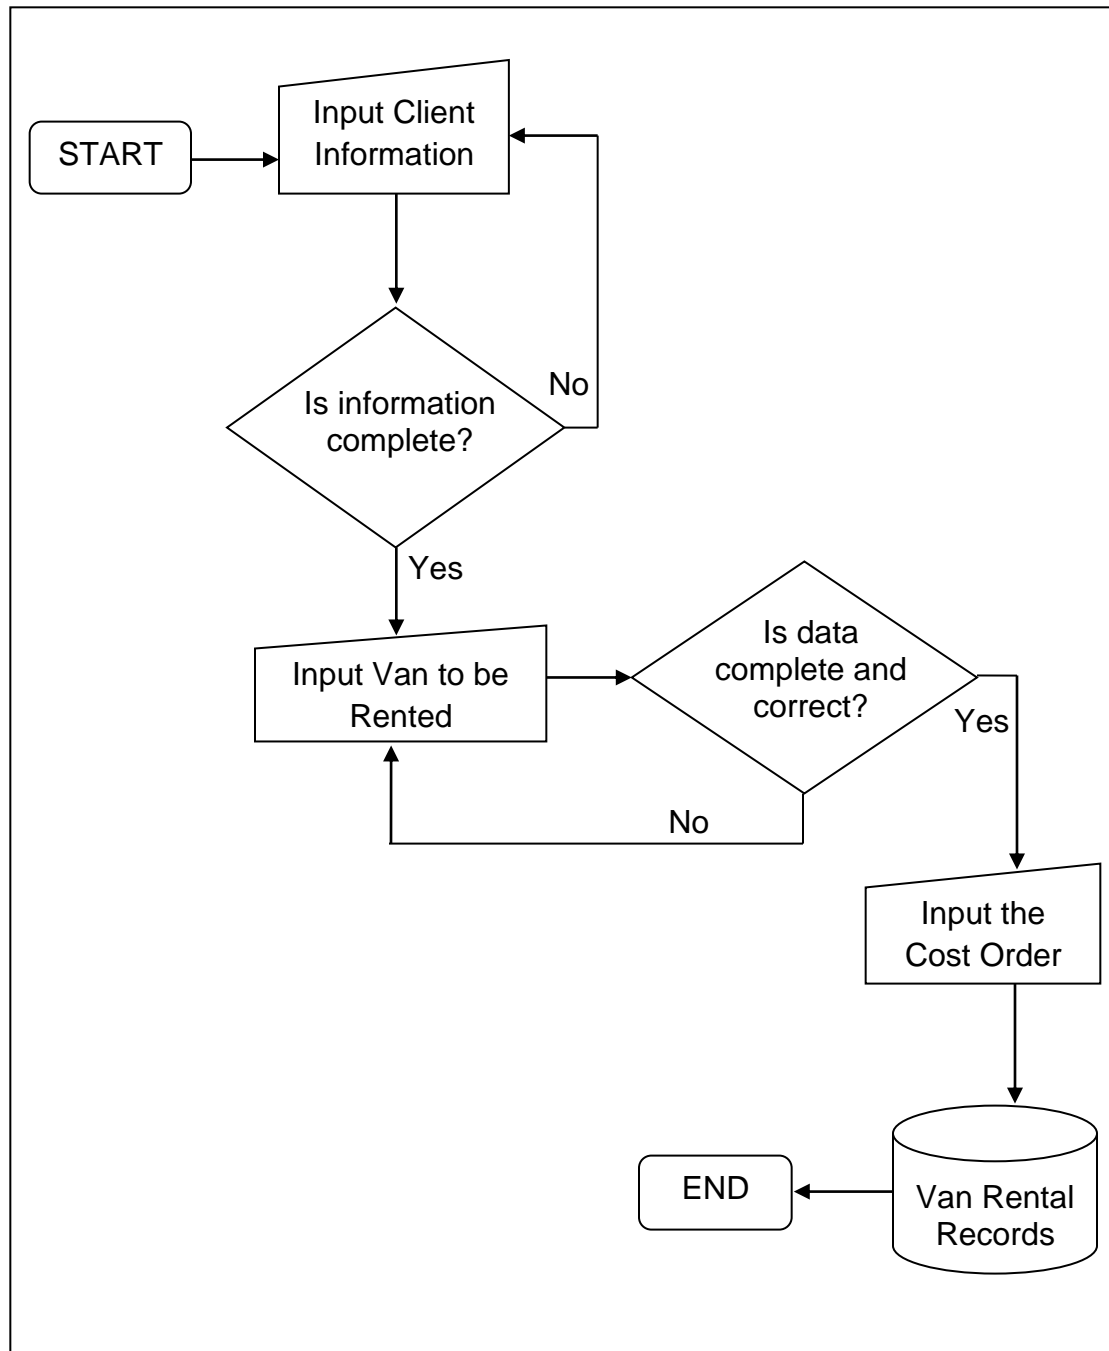 START
Input Client
Information
Is information
complete?
No
Yes
Input Van to be
Rented
Is data
complete and
correct?
Yes
No
Input the
Cost Order
Van Rental
Records
END